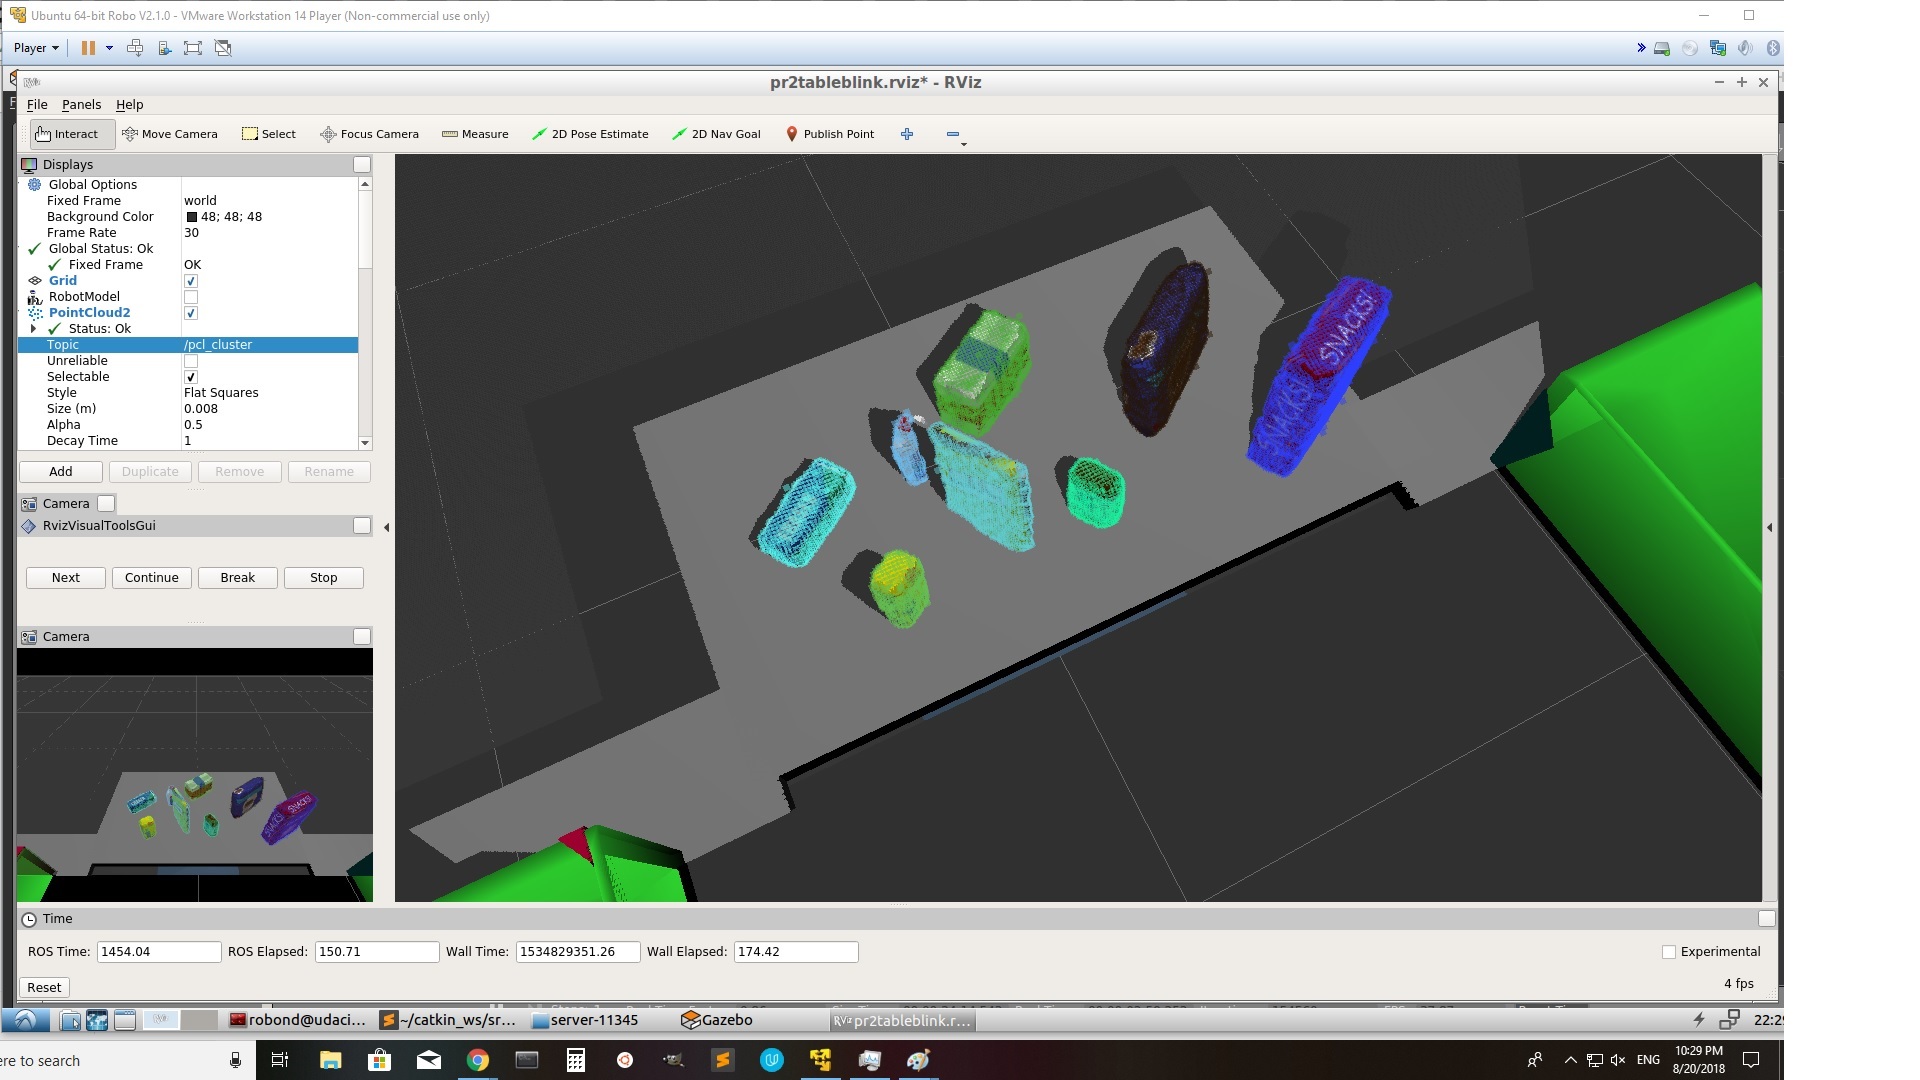 Ubuntu 64-bit Robo V2.1.0 - VMware Workstation 14 Player (Non-commercial use only)
Player
pr2tableblink.rviz* - RViz
File Panels Help
Interact Move Camera Select Focus Camera Measure 2D Pose Estimate 2D Nav Goal Publish Point
Displays
Global Options
Fixed Frame world
Background Color 48; 48; 48
Frame Rate 30
Global Status: Ok
Fixed Frame OK
Grid
RobotModel
PointCloud2
Status: Ok
Topic /pcl_cluster
Unreliable
Selectable
Style Flat Squares
Size (m) 0.008
Alpha 0.5
Decay Time 1
Add Duplicate Remove Rename
Camera
RvizVisualToolsGui
Next Continue Break Stop
Camera
SNACKS!
SNACKS!
SNACKS!
SNACKS!
Time
ROS Time: 1454.04 ROS Elapsed: 150.71 Wall Time: 1534829351.26 Wall Elapsed: 174.42 Experimental
Reset 4 fps
robond@udaci... ~/catkin_ws/sr... server-11345 Gazebo RViz pr2tableblink.r... 22:29
ere to search ENG 10:29 PM
8/20/2018